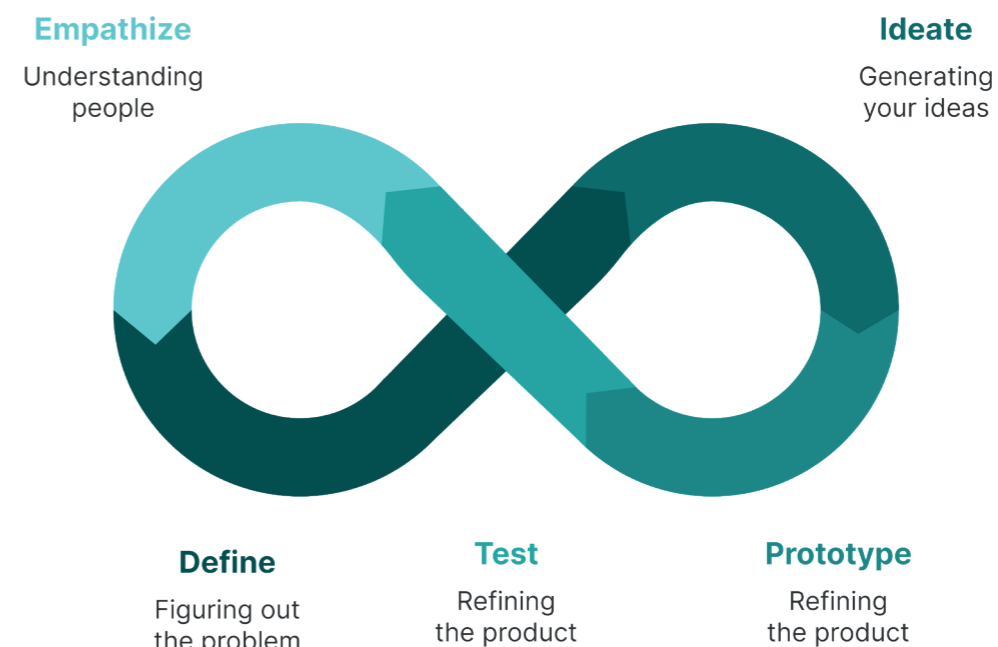 Empathize
Understanding
people
Ideate
Generating
your ideas
Define
Figuring out
the problem
Test
Refining
the product
Prototype
Refining
the product